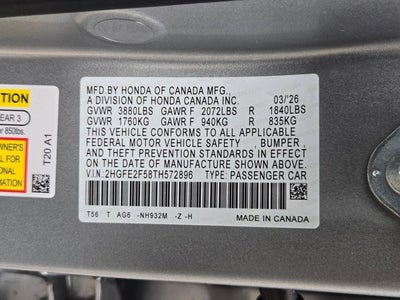 MFD.BY HONDA OF CANADA MFG.,
A DIVISION OF HONDA CANADA INC. 03/'26
GVWR 3880LBS GAWR F 2072LBS R 1840LBS
GVWR 1760KG GAWR F 940KG R 835KG
THIS VEHICLE CONFORMS TO ALL APPLICABLE
FEDERAL MOTOR VEHICLE SAFETY , BUMPER ,
AND THEFT PREVENTION STANDARDS IN
EFFECT ON THE DATE OF MANUFACTURE SHOWN ABOVE.
V.I.N: 2HGFE2F58TH572896 TYPE: PASSENGER CAR
T56 T AG6 -NH932M -Z -H
MADE IN CANADA
T20 A1
TION
EAR 3
r 850lbs.
WNER'S
L FOR